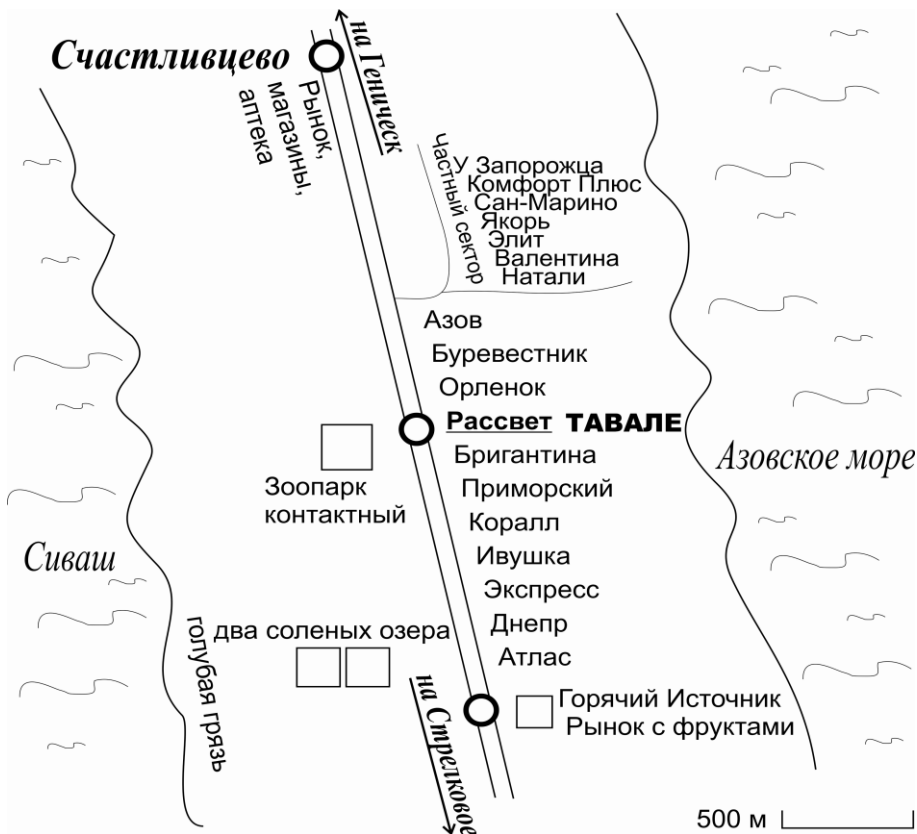 на Геническ
Счастливцево
Рынок,
магазины,
аптека
Частный сектор
У Запорожца
Комфорт Плюс
Сан-Марино
Якорь
Элит
Валентина
Натали
Азов
Буревестник
Орленок
Рассвет ТАВАЛЕ
Бригантина
Приморский
Коралл
Ивушка
Экспресс
Днепр
Атлас
Азовское море
Зоопарк
контактный
Сиваш
голубая грязь
два соленых озера
на Стрелковое
Горячий Источник
Рынок с фруктами
500 м